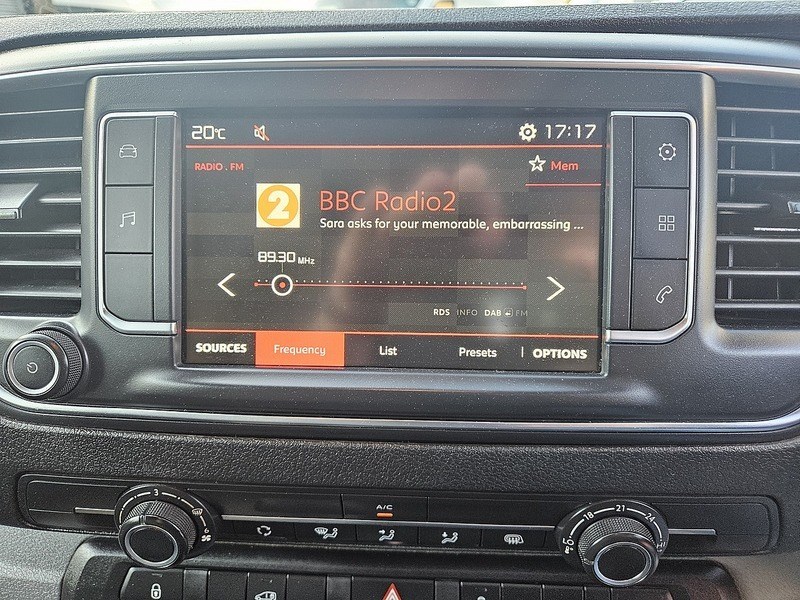 20°C 17:17
RADIO . FM Mem
2 BBC Radio2
Sara asks for your memorable, embarrassing ...
89.30 MHz
RDS INFO DAB FM
SOURCES Frequency List Presets | OPTIONS
A/C
3 6
18 21 24